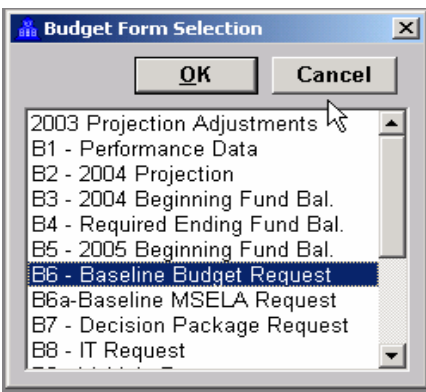 Budget Form Selection
OK Cancel
2003 Projection Adjustments
B1 - Performance Data
B2 - 2004 Projection
B3 - 2004 Beginning Fund Bal.
B4 - Required Ending Fund Bal.
B5 - 2005 Beginning Fund Bal.
B6 - Baseline Budget Request
B6a-Baseline MSELA Request
B7 - Decision Package Request
B8 - IT Request